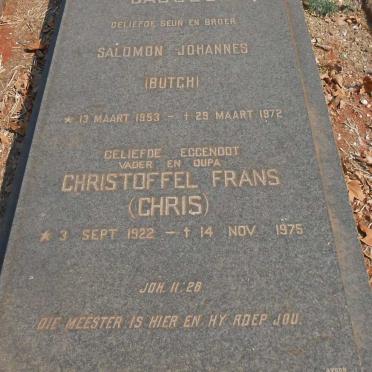 GELIEFDE SEUN EN BROER
SALOMON JOHANNES
(BUTCH)
* 13 MAART 1953 - † 29 MAART 1972
GELIEFDE EGGENOOT
VADER EN OUPA
CHRISTOFFEL FRANS
(CHRIS)
* 3 SEPT 1922 - † 14 NOV. 1975
JOH. 11:28
DIE MEESTER IS HIER EN HY ROEP JOU.